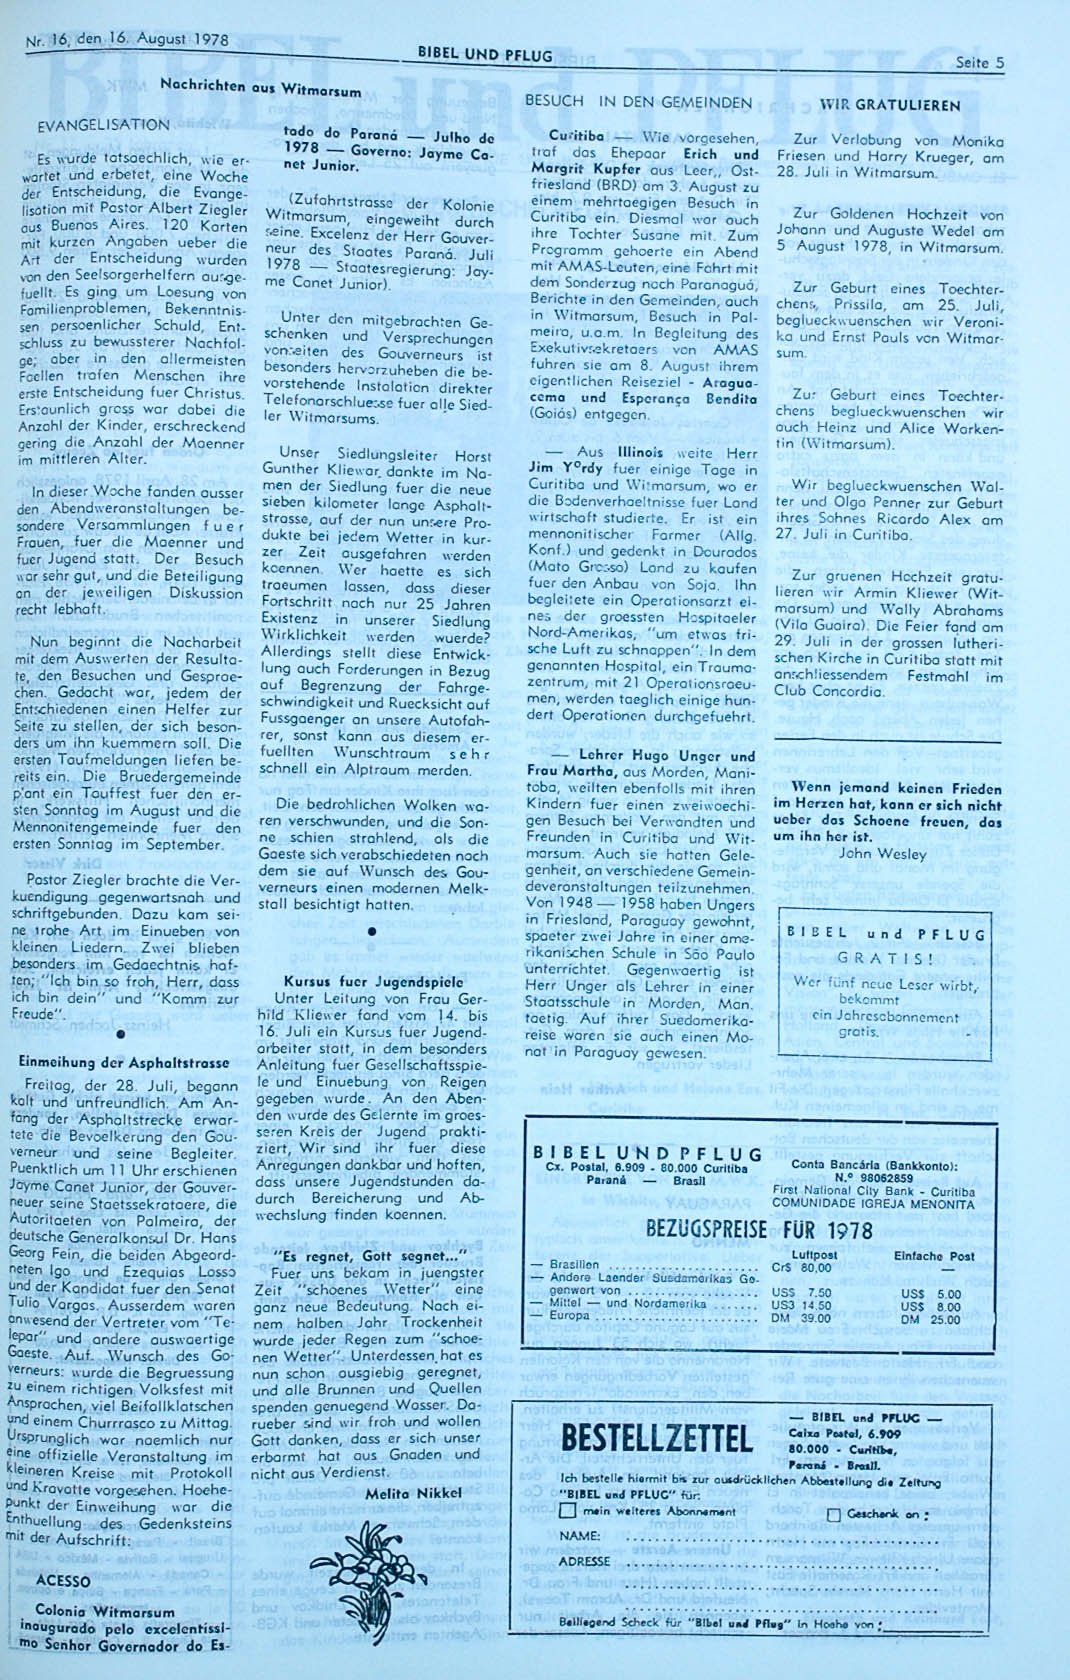 Nr. 16, den 16. August 1978
BIBEL UND PFLUG
Seite 5
Nachrichten aus Witmarsum
EVANGELISATION
Es wurde tatsaechlich, wie er-
wartet und erbetet, eine Woche
der Entscheidung, die Evange-
lisation mit Pastor Albert Ziegler
aus Buenos Aires. 120 Karten
mit kurzen Angaben ueber die
Art der Entscheidung wurden
von den Seelsorgerhelfern ausge-
fuellt. Es ging um Loesung von
Familienproblemen, Bekenntnis-
sen persoenlicher Schuld, Ent-
schluss zu bewussterer Nachfol-
ge; aber in den allermeisten
Faellen trafen Menschen ihre
erste Entscheidung fuer Christus.
Erstaunlich gross war dabei die
Anzahl der Kinder, erschreckend
gering die Anzahl der Maenner
im mittleren Alter.
In dieser Woche fanden ausser
den Abendveranstaltungen be-
sondere Versammlungen fuer
Frauen, fuer die Maenner und
fuer Jugend statt. Der Besuch
war sehr gut, und die Beteiligung
an der jeweiligen Diskussion
recht lebhaft.
Nun beginnt die Nacharbeit
mit dem Auswerten der Resulta-
te, den Besuchen und Gesprae-
chen. Gedacht war, jedem der
Entschiedenen einen Helfer zur
Seite zu stellen, der sich beson-
ders um ihn kuemmern soll. Die
ersten Taufmeldungen liefen be-
reits ein. Die Bruedergemeinde
plant ein Tauffest fuer den er-
sten Sonntag im August und die
Mennonitengemeinde fuer den
ersten Sonntag im September.
Pastor Ziegler brachte die Ver-
kuendigung gegenwartsnah und
schriftgebunden. Dazu kam sei-
ne trohe Art im Einueben von
kleinen Liedern. Zwei blieben
besonders im Gedaechtnis haf-
ten; "Ich bin so froh, Herr, dass
ich bin dein" und "Komm zur
Freude".
Einmeihung der Asphaltstrasse
Freitag, der 28. Juli, begann
kalt und unfreundlich. Am An-
fang der Asphaltstrecke erwar-
tete die Bevoelkerung den Gou-
verneur und seine Begleiter.
Puenktlich um 11 Uhr erschienen
Jayme Canet Junior, der Gouver-
neuer seine Staetssekrataere, die
Autoritaeten von Palmeira, der
deutsche Generalkonsul Dr. Hans
Georg Fein, die beiden Abgeord-
neten Igo und Ezequias Losso
und der Kandidat fuer den Senat
Tulio Vargas. Ausserdem waren
anwesend der Vertreter vom "Te-
lepar" und andere auswaertige
Gaeste. Auf. Wunsch des Go-
verneurs: wurde die Begruessung
zu einem richtigen Volksfest mit
Ansprachen, viel Beifallklatschen
und einem Churrrasco zu Mittag.
Ursprunglich war naemlich nur
eine offizielle Veranstaltung im
kleineren Kreise mit Protokoll
und Kravatte vorgesehen. Hoehe-
punkt der Einweihung war die
Enthuellung des Gedenksteins
mit der Aufschrift:
ACESSO
Colonia Witmarsum
inaugurado pelo excelentíssi-
mo Senhor Governador do Es-
tado do Paraná — Julho de
1978 — Governo: Jayme Ca-
net Junior.
(Zufahrtstrasse der Kolonie
Witmarsum, eingeweiht durch
seine. Excelenz der Herr Gouver-
neur des Staates Paraná. Juli
1978 — Staatesregierung: Jay-
me Canet Junior).
Unter den mitgebrachten Ge-
schenken und Versprechungen
vonseiten des Gouverneurs ist
besonders hervorzuheben die be-
vorstehende Instalation direkter
Telefonarschluesse fuer alle Sied-
ler Witmarsums.
Unser Siedlungsleiter Horst
Gunther Kliewar dankte im Na-
men der Siedlung fuer die neue
sieben kilometer lange Asphalt-
strasse, auf der nun unsere Pro-
dukte bei jedem Wetter in kur-
zer Zeit ausgefahren werden
koennen. Wer haette es sich
traeumen lassen, dass dieser
Fortschritt nach nur 25 Jahren
Existenz in unserer Siedlung
Wirklichkeit werden wuerde?
Allerdings stellt diese Entwick-
lung auch Forderungen in Bezug
auf Begrenzung der Fahrge-
schwindigkeit und Ruecksicht auf
Fussgaenger an unsere Autofah-
rer, sonst kann aus diesem er-
fuellten Wunschtraum sehr
schnell ein Alptraum merden.
Die bedrohlichen Wolken wa-
ren verschwunden, und die Son-
ne schien strahlend, als die
Gaeste sich verabschiedeten nach
dem sie auf Wunsch des Gou-
verneurs einen modernen Melk-
stall besichtigt hatten.
Kursus fuer Jugendspiele
Unter Leitung von Frau Ger-
hild Kliewer fand vom 14. bis
16. Juli ein Kursus fuer Jugend-
arbeiter statt, in dem besonders
Anleitung fuer Gesellschaftsspie-
le und Einuebung von Reigen
gegeben wurde. An den Aben-
den wurde des Gelernte im groes-
seren Kreis der Jugend prakti-
ziert, Wir sind ihr fuer diese
Anregungen dankbar und hoften,
dass unsere Jugendstunden da-
durch Bereicherung und Ab-
wechslung finden koennen.
"Es regnet, Gott segnet..."
Fuer uns bekam in juengster
Zeit "schoenes Wetter" eine
ganz neue Bedeutung. Nach ei-
nem halben Jahr Trockenheit
wurde jeder Regen zum "schoe-
nen Wetter". Unterdessen hat es
nun schon ausgiebig geregnet,
und alle Brunnen und Quellen
spenden genuegend Wasser. Da-
rueber sind wir froh und wollen
Gott danken, dass er sich unser
erbarmt hat aus Gnaden und
nicht aus Verdienst.
Melita Nikkel
BESUCH IN DEN GEMEINDEN
Curitiba — Wie vorgesehen,
traf das Ehepaar Erich und
Margrit Kupfer aus Leer,, Ost-
friesland (BRD) am 3. August zu
einem mehrtaegigen Besuch in
Curitiba ein. Diesmal war auch
ihre Tochter Susane mit. Zum
Programm gehoerte ein Abend
mit AMAS-Leuten, eine Fahrt mit
dem Sonderzug nach Paranaguá,
Berichte in den Gemeinden, auch
in Witmarsum, Besuch in Pal-
meira, u.a.m. In Begleitung des
Exekutivsekretaers von AMAS
fuhren sie am 8. August ihrem
eigentlichen Reiseziel - Aragua-
cema und Esperança Bendita
(Goiás) entgegen.
— Aus Illinois weite Herr
Jim Yordy fuer einige Tage in
Curitiba und Witmarsum, wo er
die Bodenverhaeltnisse fuer Land
wirtschaft studierte. Er ist ein
mennonitischer Farmer (Allg.
Konf.) und gedenkt in Dourados
(Mato Grosso) Land zu kaufen
fuer den Anbau von Soja. Ihn
begleitete ein Operationsarzt ei-
nes der groessten Hospitaeler
Nord-Amerikas, "um etwas fri-
sche Luft zu schnappen". In dem
genannten Hospital, ein Trauma-
zentrum, mit 21 Operationsraeu-
men, werden taeglich einige hun-
dert Operationen durchgefuehrt.
— Lehrer Hugo Unger und
Frau Martha, aus Morden, Mani-
toba, weilten ebenfalls mit ihren
Kindern fuer einen zweiwoechi-
gen Besuch bei Verwandten und
Freunden in Curitiba und Wit-
marsum. Auch sie hatten Gele-
genheit, an verschiedene Gemein-
deveranstaltungen teilzunehmen.
Von 1948 — 1958 haben Ungers
in Friesland, Paraguay gewohnt,
spaeter zwei Jahre in einer ame-
rikanischen Schule in São Paulo
unterrichtet. Gegenwaertig ist
Herr Unger als Lehrer in einer
Staatsschule in Morden, Man.
taetig. Auf ihrer Suedamerika-
reise waren sie auch einen Mo-
nat in Paraguay gewesen.
WIR GRATULIEREN
Zur Verlobung von Monika
Friesen und Harry Krueger, am
28. Juli in Witmarsum.
Zur Goldenen Hochzeit von
Johann und Auguste Wedel am
5 August 1978, in Witmarsum.
Zur Geburt eines Toechter-
chens, Prissila, am 25. Juli,
beglueckwuenschen wir Veroni-
ka und Ernst Pauls von Witmar-
sum.
Zur Geburt eines Toechter-
chens beglueckwuenschen wir
auch Heinz und Alice Warken-
tin (Witmarsum).
Wir beglueckwuenschen Wal-
ter und Olga Penner zur Geburt
ihres Sohnes Ricardo Alex am
27. Juli in Curitiba.
Zur gruenen Hochzeit gratu-
lieren wir Armin Kliewer (Wit-
marsum) und Wally Abrahams
(Vila Guaira). Die Feier fand am
29. Juli in der grossen lutheri-
schen Kirche in Curitiba statt mit
anschliessendem Festmahl im
Club Concordia.
Wenn jemand keinen Frieden
im Herzen hat, kann er sich nicht
ueber das Schoene freuen, das
um ihn her ist.
John Wesley
BIBEL und PFLUG
GRATIS!
Wer fünf neue Leser wirbt,
bekommt
ein Jahresabonnement
gratis.
BIBEL UND PFLUG
Cx. Postal, 6.909 - 80.000 Curitiba
Paraná — Brasil
Conta Bancária (Bankkonto):
N.º 98062859
First National City Bank - Curitiba
COMUNIDADE IGREJA MENONITA
BEZUGSPREISE FÜR 1978
Luftpost Einfache Post
— Brasilien .................... Cr$ 80,00 —
— Andere Laender Suedamerikas Ge-
genwert von .................... US$ 7.50 US$ 5.00
— Mittel — und Nordamerika ........ US3 14.50 US$ 8.00
— Europa ........................ DM 39.00 DM 25.00
BESTELLZETTEL
— BIBEL und PFLUG —
Caixa Postal, 6.909
80.000 - Curitiba,
Paraná - Brasil.
Ich bestelle hiermit bis zur ausdrücklichen Abbestellung die Zeitung
"BIBEL und PFLUG" für:
mein weiteres Abonnement Geschenk an:
NAME: ....................
ADRESSE ....................
Beiliegend Scheck für "Bibel und Pflug" in Hoehe von: